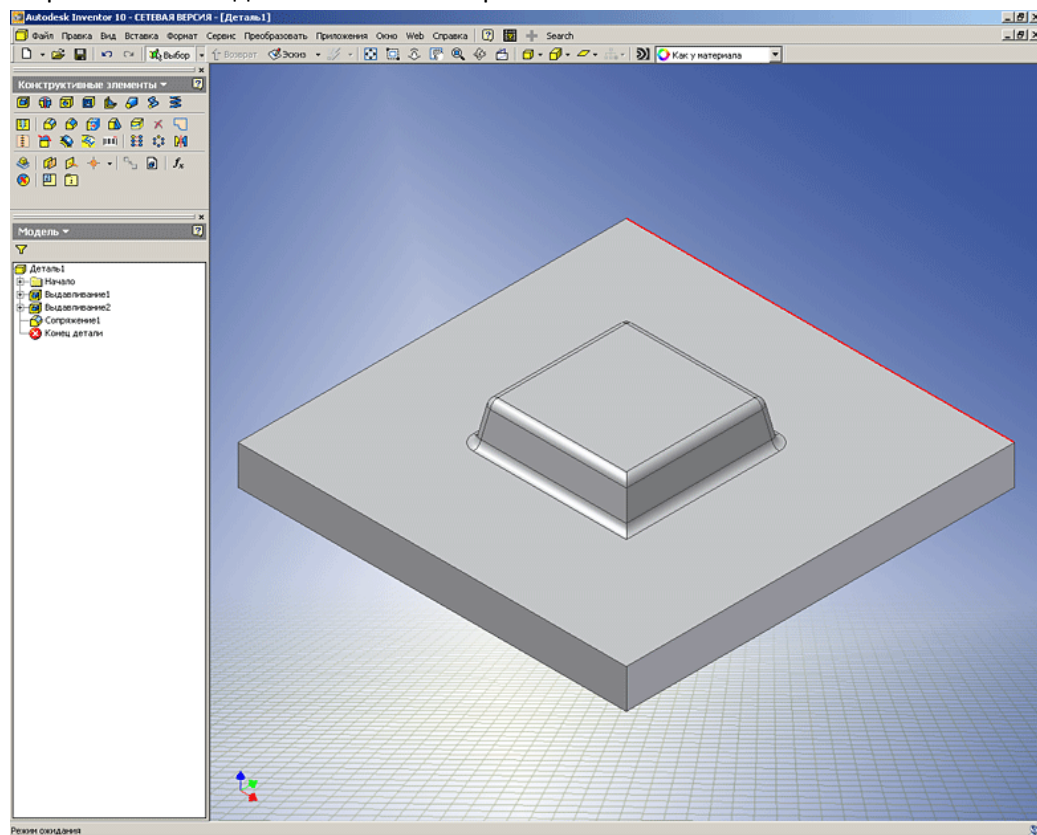 Autodesk Inventor 10 - СЕТЕВАЯ ВЕРСИЯ - [Деталь1]
Файл Правка Вид Вставка Формат Сервис Преобразовать Приложения Окно Web Справка Search
Выбор Возврат Эскиз Как у материала
Конструктивные элементы
fx
Модель
Деталь1
Начало
Выдавливание1
Выдавливание2
Сопряжение1
Конец детали
Режим ожидания